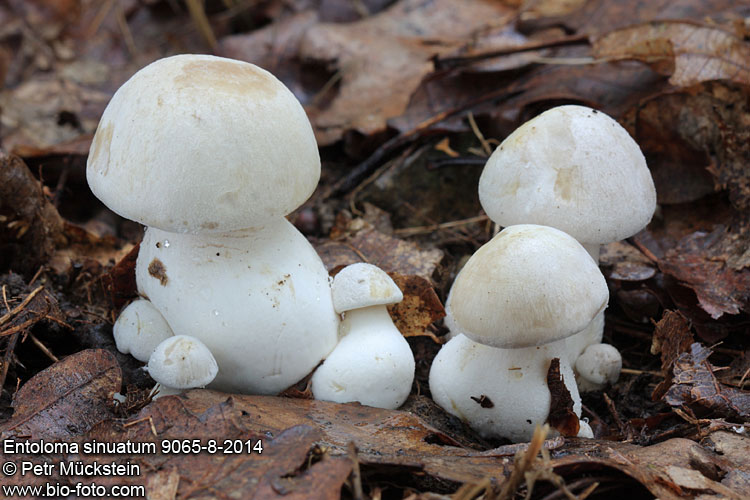 Entoloma sinuatum 9065-8-2014
© Petr Mückstein
www.bio-foto.com